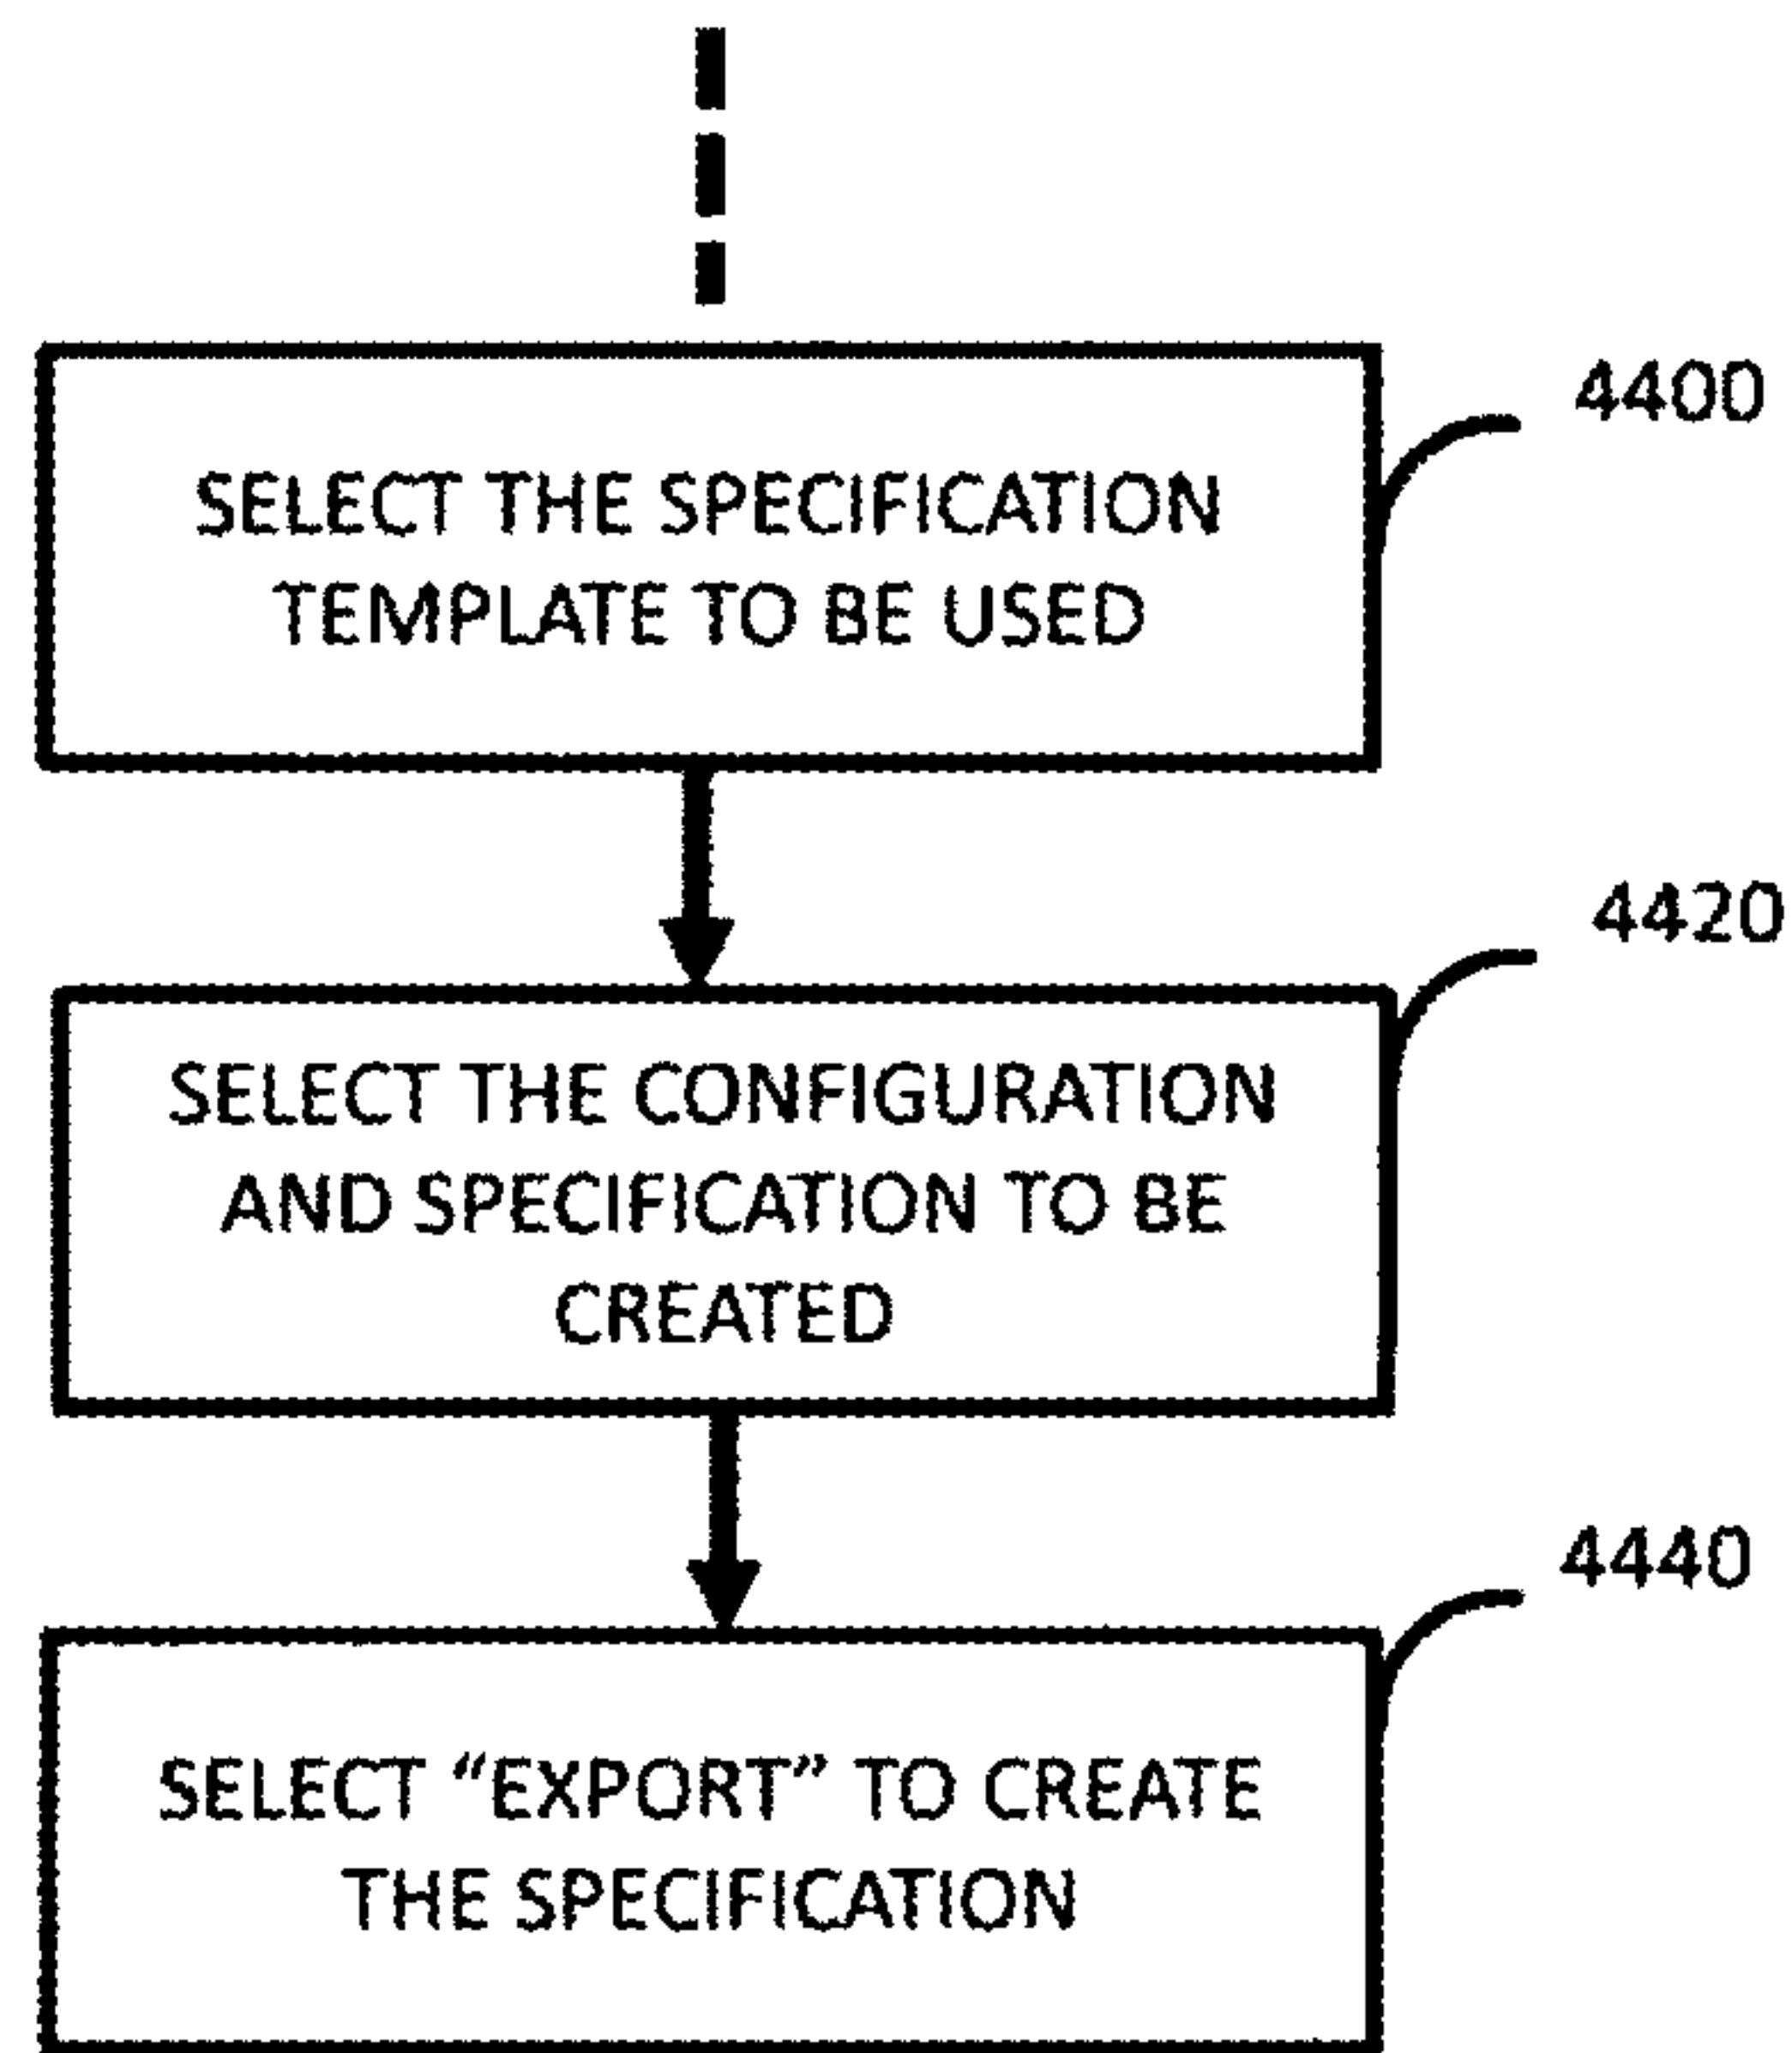 4400
SELECT THE SPECIFICATION
TEMPLATE TO BE USED
4420
SELECT THE CONFIGURATION
AND SPECIFICATION TO BE
CREATED
4440
SELECT “EXPORT” TO CREATE
THE SPECIFICATION